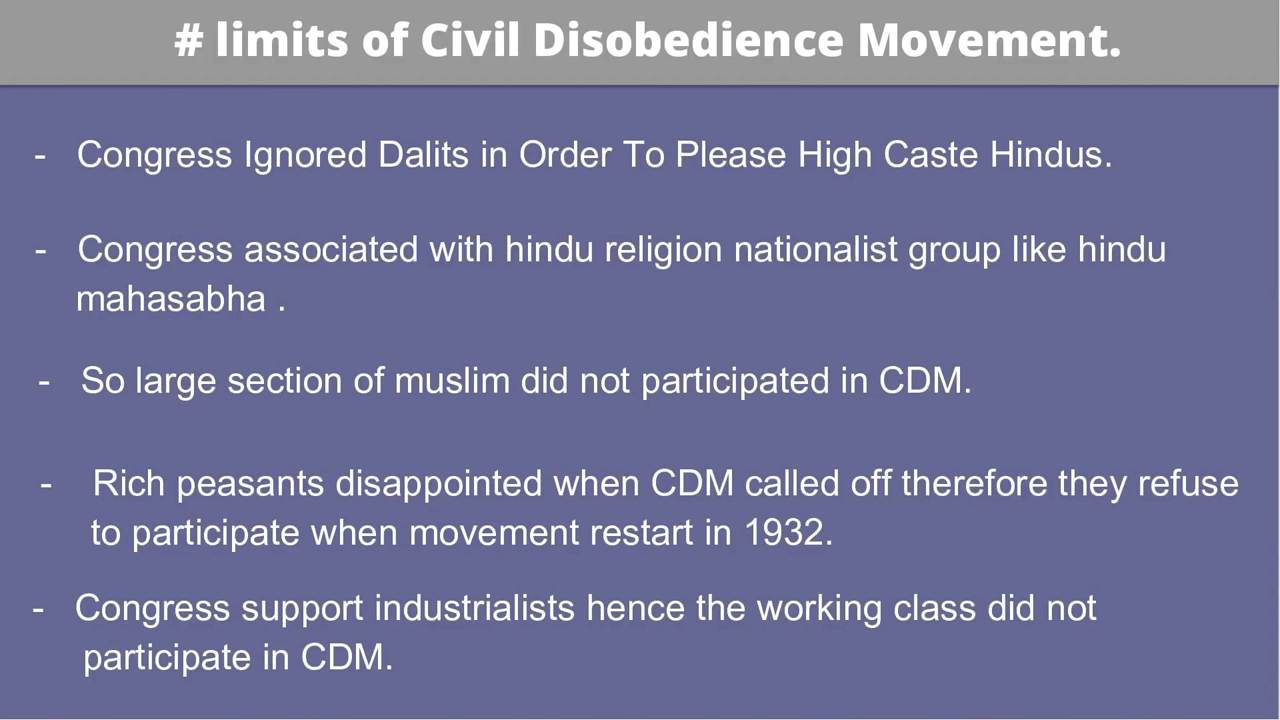 # limits of Civil Disobedience Movement.
- Congress Ignored Dalits in Order To Please High Caste Hindus.
- Congress associated with hindu religion nationalist group like hindu
mahasabha .
- So large section of muslim did not participated in CDM.
- Rich peasants disappointed when CDM called off therefore they refuse
to participate when movement restart in 1932.
- Congress support industrialists hence the working class did not
participate in CDM.